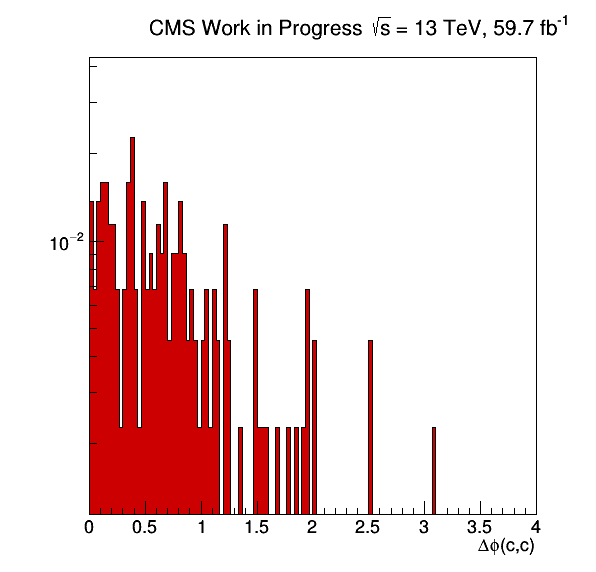 CMS Work in Progress √s = 13 TeV, 59.7 fb⁻¹
10⁻²
0 0.5 1 1.5 2 2.5 3 3.5 4
Δϕ(c,c)